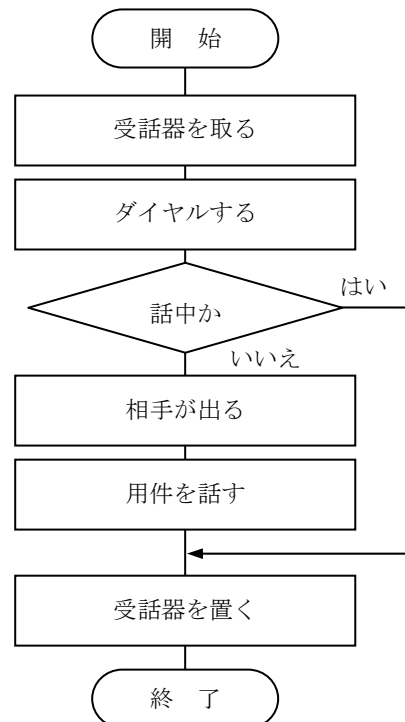 開　始
受話器を取る
ダイヤルする
話中か
はい
いいえ
相手が出る
用件を話す
受話器を置く
終　了